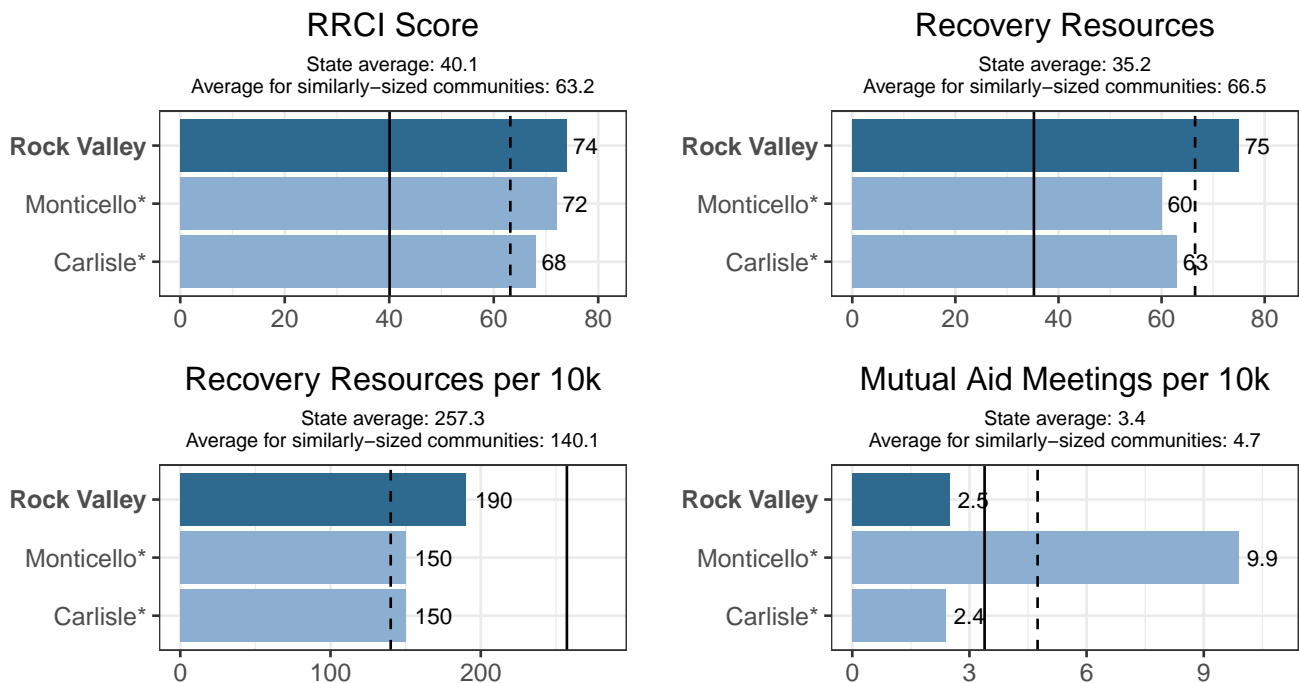 RRCI Score
State average: 40.1
Average for similarly−sized communities: 63.2
Rock Valley
74
Monticello*
72
Carlisle*
68
0 20 40 60 80
Recovery Resources
State average: 35.2
Average for similarly−sized communities: 66.5
Rock Valley
75
Monticello*
60
Carlisle*
63
0 20 40 60 80
Recovery Resources per 10k
State average: 257.3
Average for similarly−sized communities: 140.1
Rock Valley
190
Monticello*
150
Carlisle*
150
0 100 200
Mutual Aid Meetings per 10k
State average: 3.4
Average for similarly−sized communities: 4.7
Rock Valley
2.5
Monticello*
9.9
Carlisle*
2.4
0 3 6 9